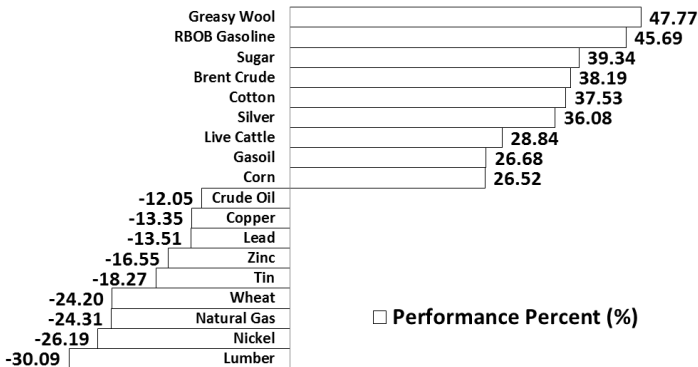 Greasy Wool 47.77
RBOB Gasoline 45.69
Sugar 39.34
Brent Crude 38.19
Cotton 37.53
Silver 36.08
Live Cattle 28.84
Gasoil 26.68
Corn 26.52
-12.05 Crude Oil
-13.35 Copper
-13.51 Lead
-16.55 Zinc
-18.27 Tin
-24.20 Wheat
-24.31 Natural Gas
-26.19 Nickel
-30.09 Lumber
Performance Percent (%)